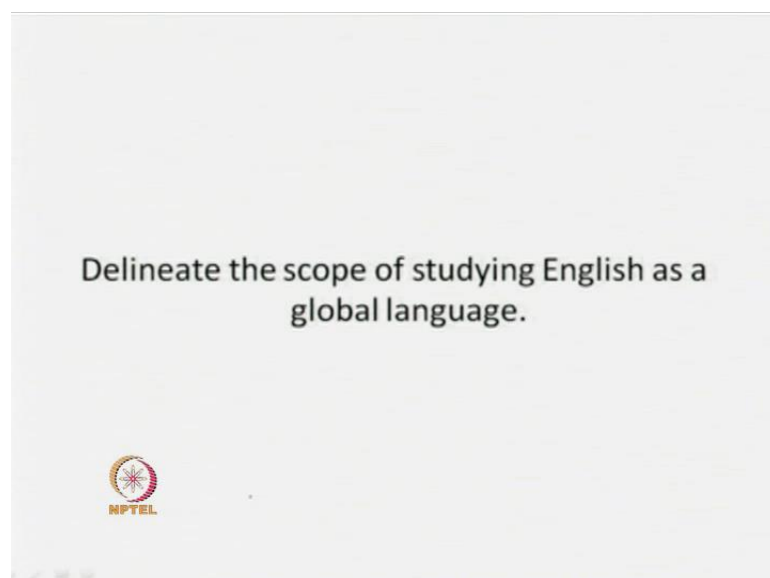 Delineate the scope of studying English as a
global language.
NPTEL